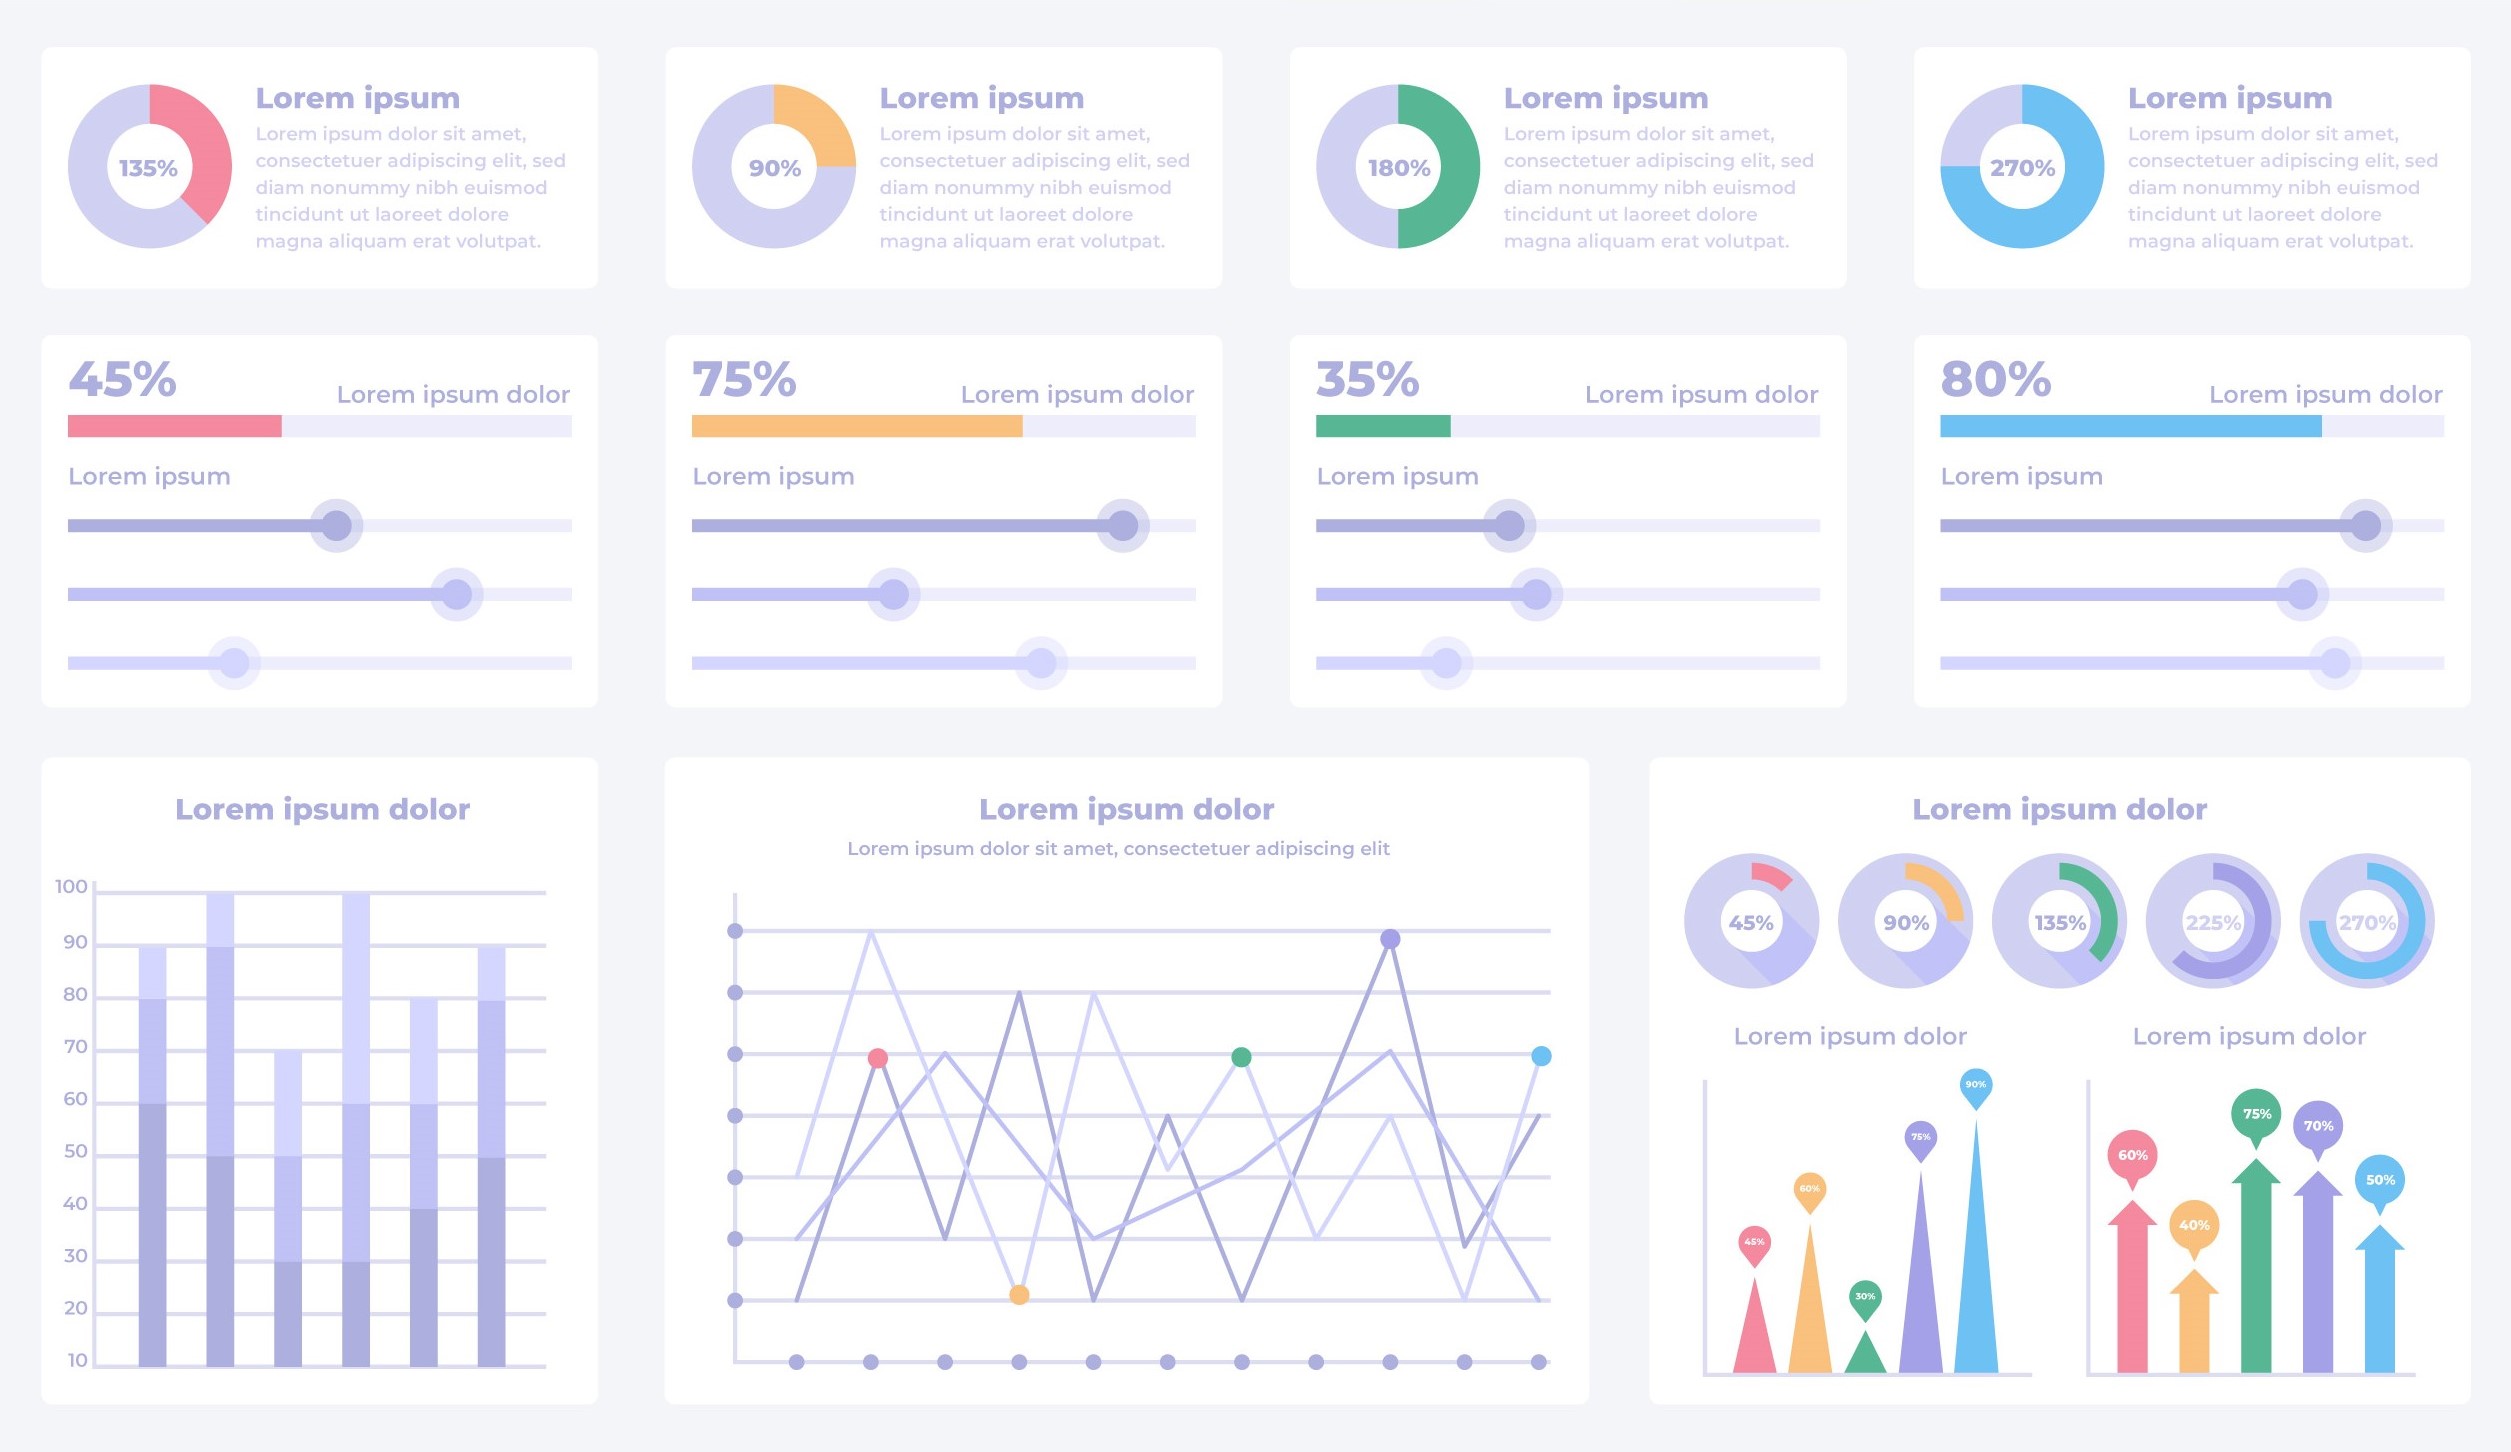 135%
Lorem ipsum
Lorem ipsum dolor sit amet,
consectetuer adipiscing elit, sed
diam nonummy nibh euismod
tincidunt ut laoreet dolore
magna aliquam erat volutpat.
90%
Lorem ipsum
Lorem ipsum dolor sit amet,
consectetuer adipiscing elit, sed
diam nonummy nibh euismod
tincidunt ut laoreet dolore
magna aliquam erat volutpat.
180%
Lorem ipsum
Lorem ipsum dolor sit amet,
consectetuer adipiscing elit, sed
diam nonummy nibh euismod
tincidunt ut laoreet dolore
magna aliquam erat volutpat.
270%
Lorem ipsum
Lorem ipsum dolor sit amet,
consectetuer adipiscing elit, sed
diam nonummy nibh euismod
tincidunt ut laoreet dolore
magna aliquam erat volutpat.
45%
Lorem ipsum dolor
Lorem ipsum
75%
Lorem ipsum dolor
Lorem ipsum
35%
Lorem ipsum dolor
Lorem ipsum
80%
Lorem ipsum dolor
Lorem ipsum
Lorem ipsum dolor
100
90
80
70
60
50
40
30
20
10
Lorem ipsum dolor
Lorem ipsum dolor sit amet, consectetuer adipiscing elit
Lorem ipsum dolor
45%
90%
135%
225%
270%
Lorem ipsum dolor
45%
60%
30%
75%
90%
Lorem ipsum dolor
60%
40%
75%
70%
50%